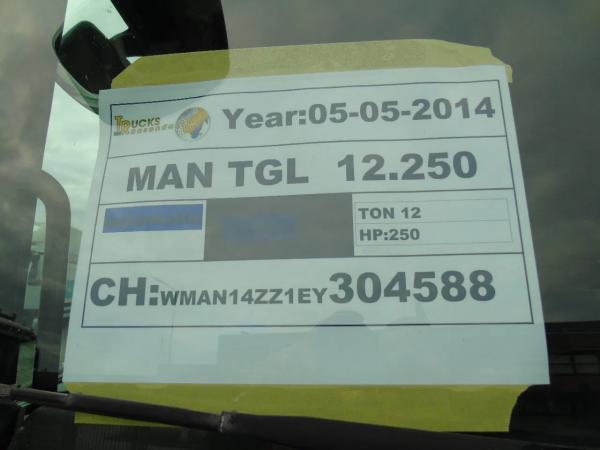 TRUCKS Year:05-05-2014
MAN TGL 12.250
TON 12
HP:250
CH:WMAN14ZZ1EY304588